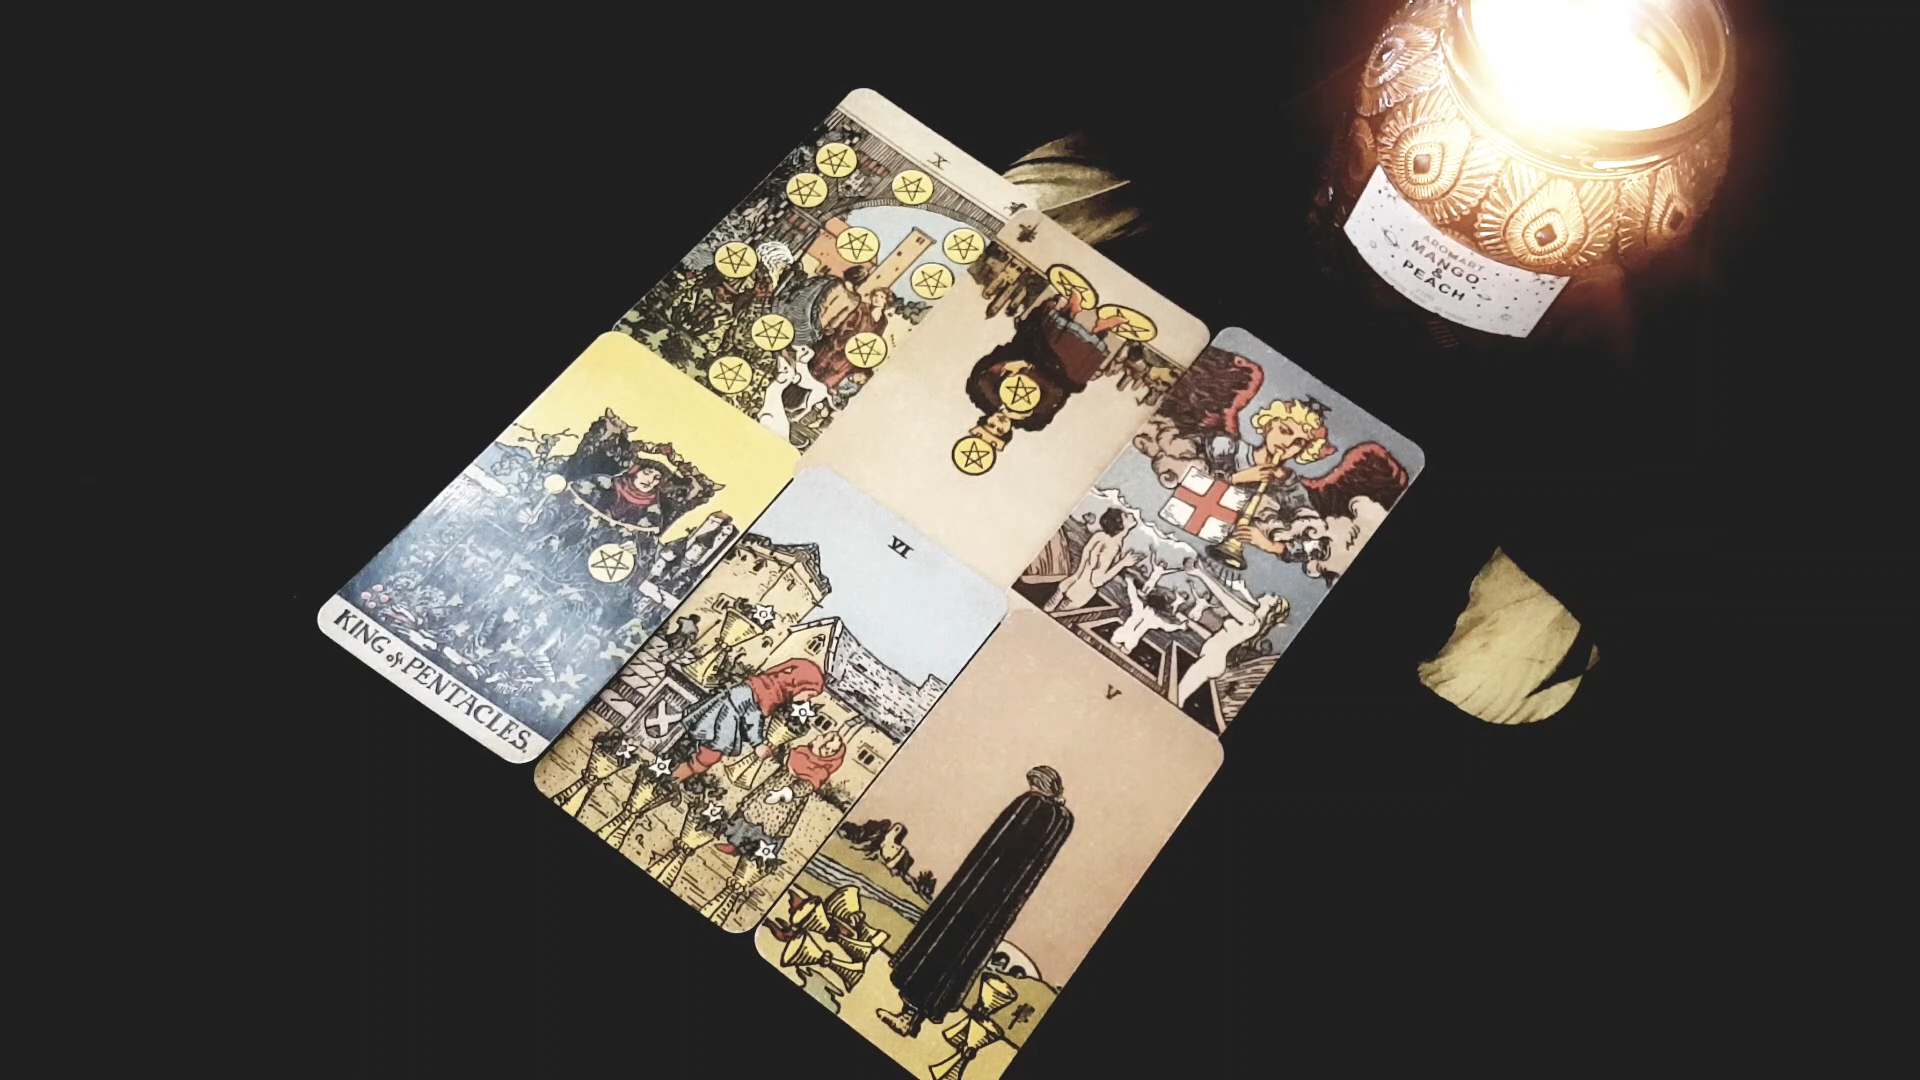 X
VI
V
KING of PENTACLES.
AROMART
MANGO
&
PEACH